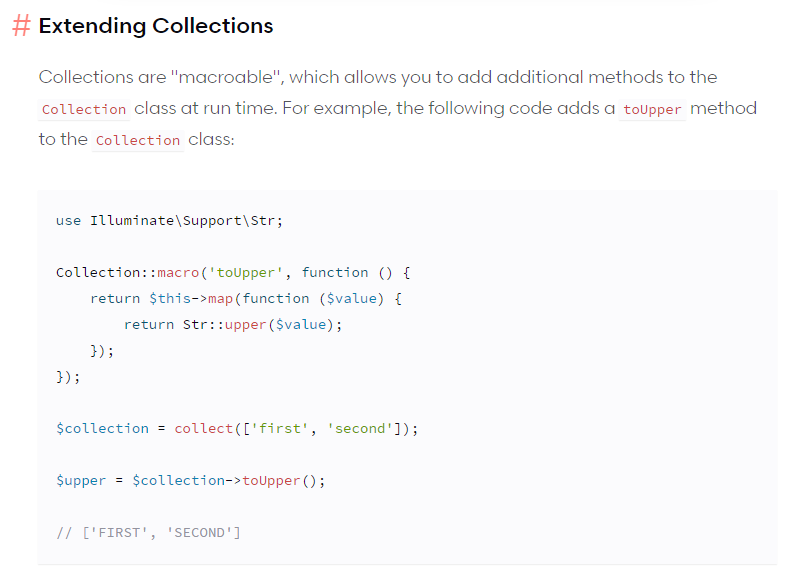 # Extending Collections
Collections are "macroable", which allows you to add additional methods to the
Collection class at run time. For example, the following code adds a toUpper method
to the Collection class:
use Illuminate\Support\Str;
Collection::macro('toUpper', function () {
    return $this->map(function ($value) {
        return Str::upper($value);
    });
});
$collection = collect(['first', 'second']);
$upper = $collection->toUpper();
// ['FIRST', 'SECOND']